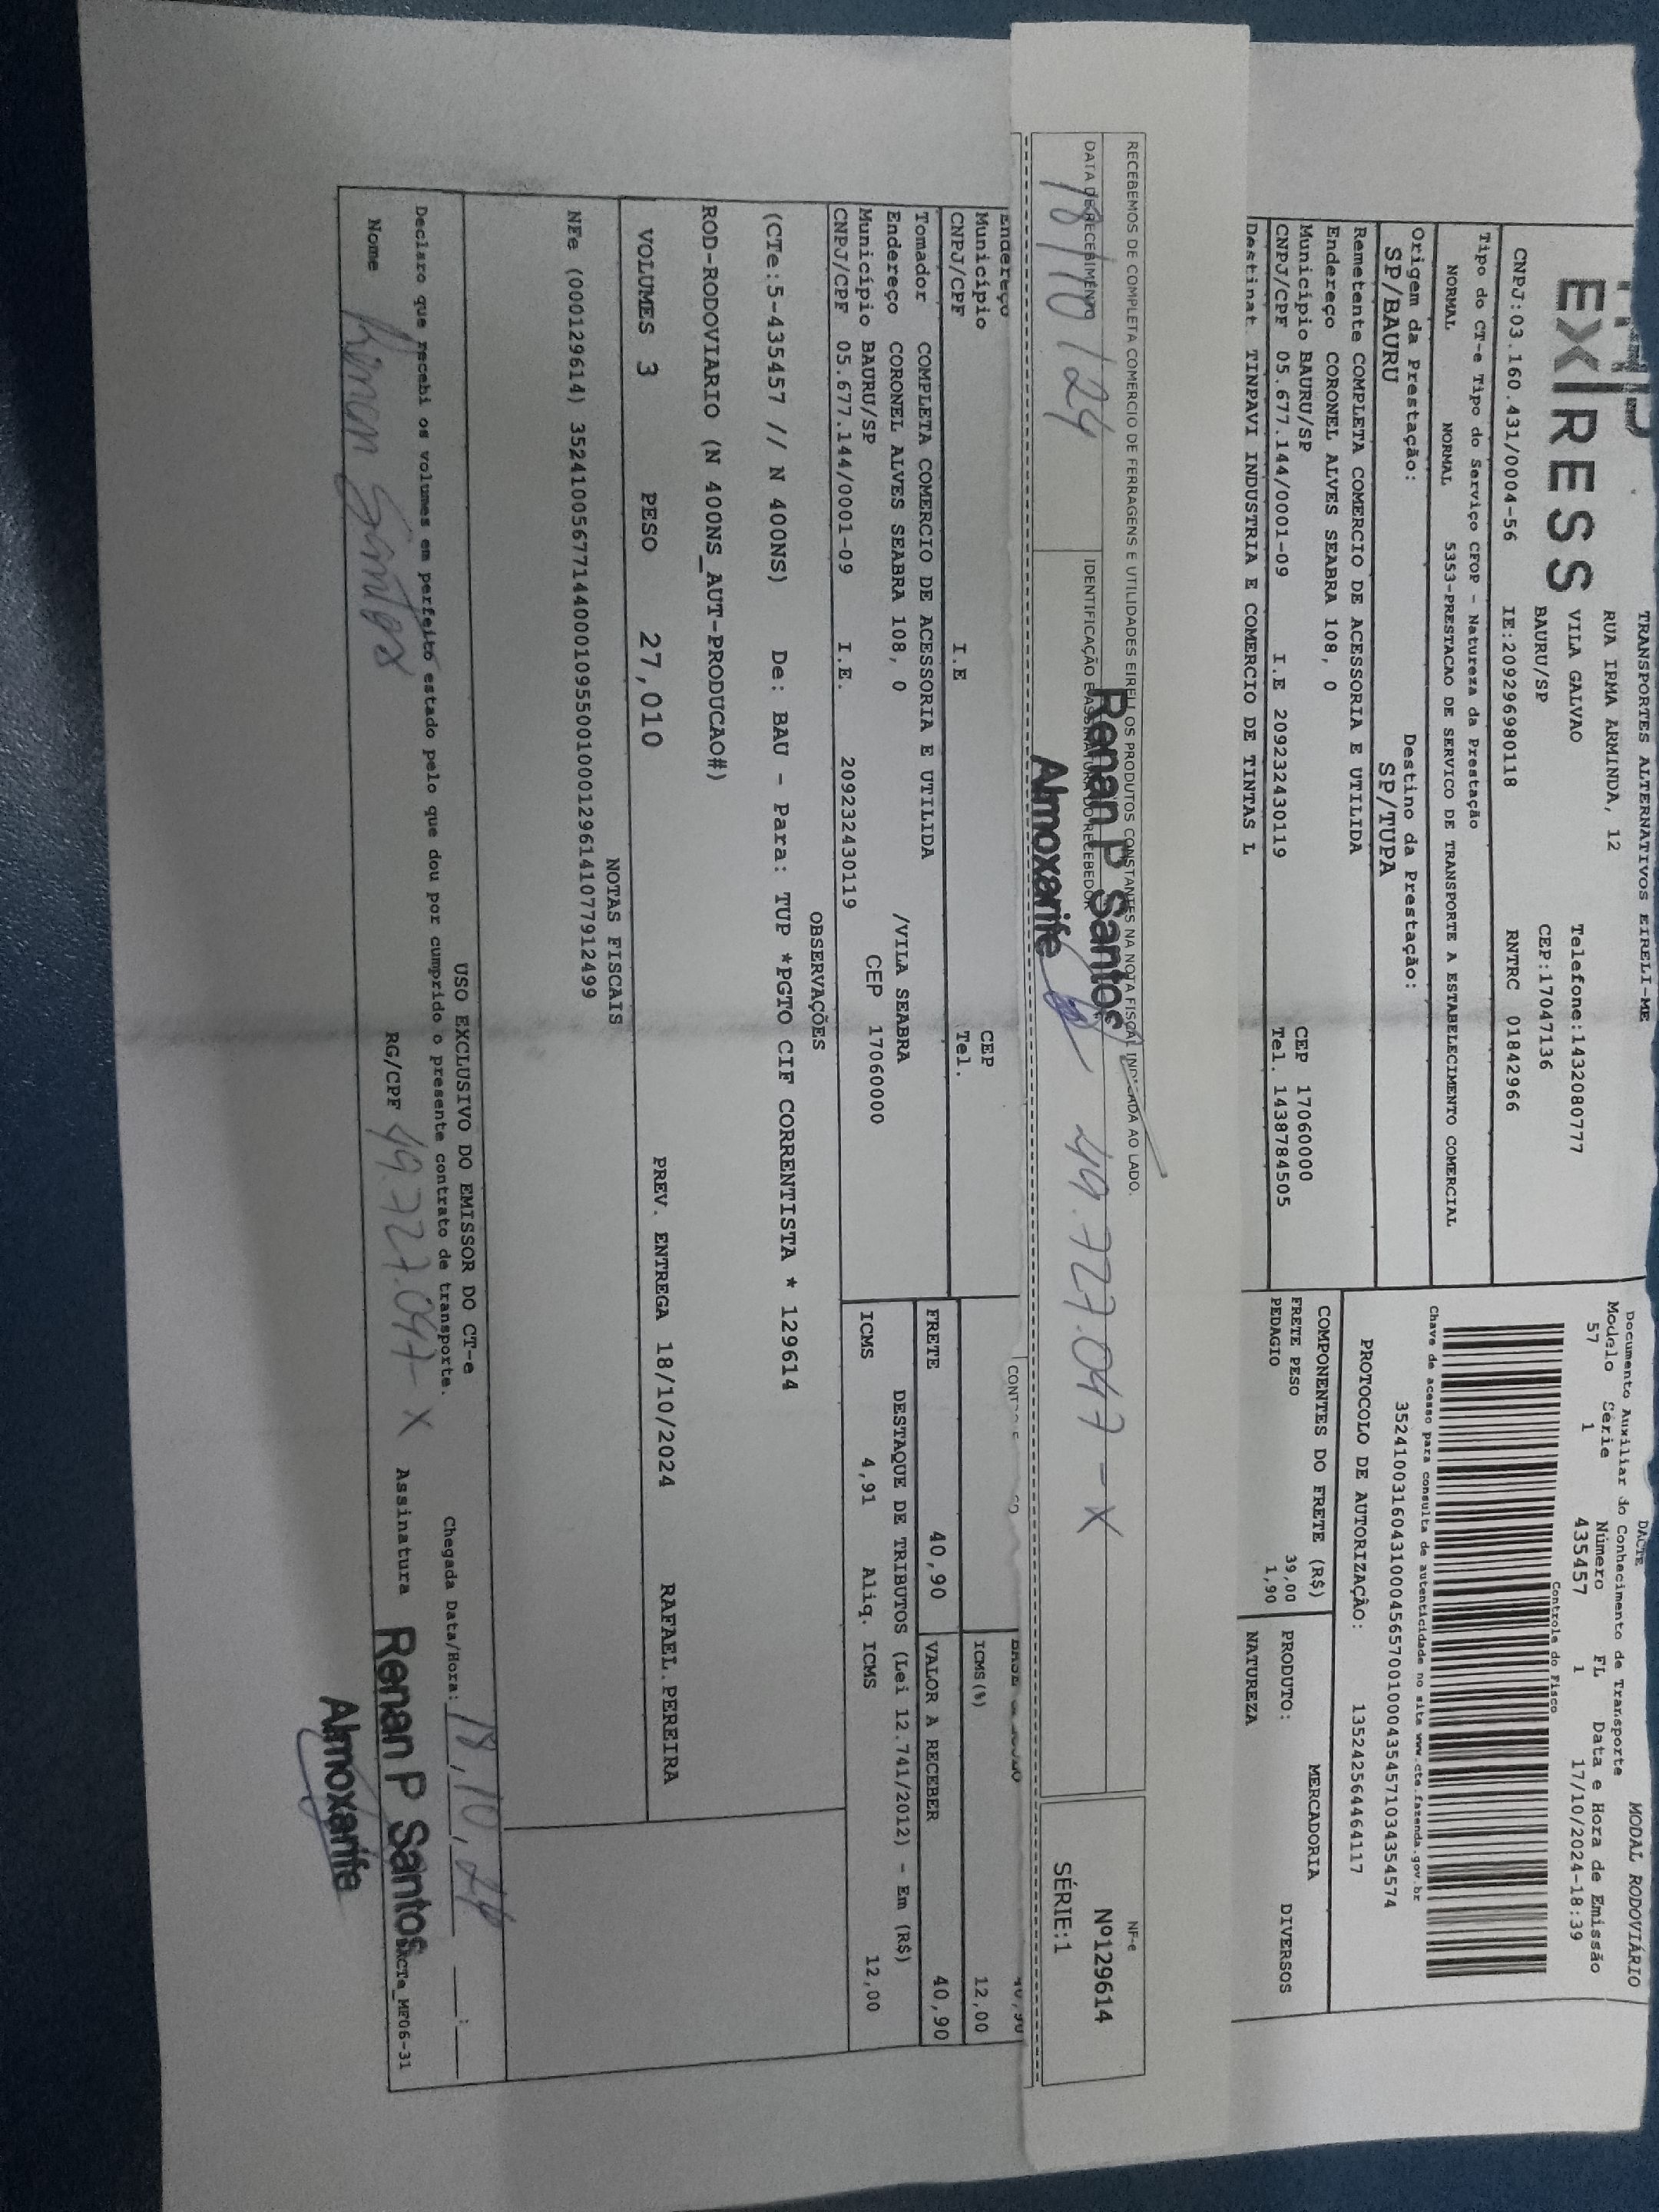 EXPRESS
TRANSPORTES ALTERNATIVOS EIRELI-ME
RUA IRMA ARMINDA, 12
VILA GALVAO Telefone:1432080777
BAURU/SP CEP:17047136
CNPJ:03.160.431/0004-56 IE:209296980118 RNTRC 01842966
Tipo do CT-e Tipo do Serviço CFOP - Natureza da Prestação
NORMAL NORMAL 5353-PRESTACAO DE SERVICO DE TRANSPORTE A ESTABELECIMENTO COMERCIAL
Origem da Prestação: Destino da Prestação:
SP/BAURU SP/TUPA
Remetente COMPLETA COMERCIO DE ACESSORIA E UTILIDA
Endereço CORONEL ALVES SEABRA 108, 0
Município BAURU/SP CEP 17060000
CNPJ/CPF 05.677.144/0001-09 I.E 209232430119 Tel. 1438784505
Destinat TINPAVI INDUSTRIA E COMERCIO DE TINTAS L
DACTE MODAL RODOVIÁRIO
Documento Auxiliar do Conhecimento de Transporte
Modelo Série Número FL Data e Hora de Emissão
57 1 435457 1 17/10/2024-18:39
Controle do Fisco
Chave de acesso para consulta de autenticidade no site www.cte.fazenda.gov.br
35241003160431000456570010004354571034354574
PROTOCOLO DE AUTORIZAÇÃO: 135242564464117
COMPONENTES DO FRETE (R$) MERCADORIA
FRETE PESO 39,00 PRODUTO: DIVERSOS
PEDAGIO 1,90 NATUREZA
RECEBEMOS DE COMPLETA COMERCIO DE FERRAGENS E UTILIDADES EIRELI OS PRODUTOS CONSTANTES NA NOTA FISCAL INDICADA AO LADO.
DATA DE RECEBIMENTO IDENTIFICAÇÃO E ASSINATURA DO RECEBEDOR
18/10/24 Renan P Santos 49.727.047-X
Almoxarife
NF-e
Nº129614
SÉRIE:1
Endereço
Município CEP
CNPJ/CPF I.E Tel.
ICMS(%) 12,00
Tomador COMPLETA COMERCIO DE ACESSORIA E UTILIDA
Endereço CORONEL ALVES SEABRA 108, 0 /VILA SEABRA
Município BAURU/SP CEP 17060000
CNPJ/CPF 05.677.144/0001-09 I.E. 209232430119
FRETE 40,90 VALOR A RECEBER 40,90
DESTAQUE DE TRIBUTOS (Lei 12.741/2012) - Em (R$)
ICMS 4,91 Aliq. ICMS 12,00
OBSERVAÇÕES
(CTe:5-435457 // N 400NS) De: BAU - Para: TUP *PGTO CIF CORRENTISTA * 129614
ROD-RODOVIARIO (N 400NS_AUT-PRODUCAO#)
VOLUMES 3 PESO 27,010 PREV. ENTREGA 18/10/2024 RAFAEL.PEREIRA
NOTAS FISCAIS
NFe (000129614) 35241005677144000109550010001296141077912499
USO EXCLUSIVO DO EMISSOR DO CT-e
Declaro que recebi os volumes em perfeito estado pelo que dou por cumprido o presente contrato de transporte.
Chegada Data/Hora: 18/10/24
Nome Renan Santos RG/CPF 49.727.047-X Assinatura Renan P Santos
Almoxarife